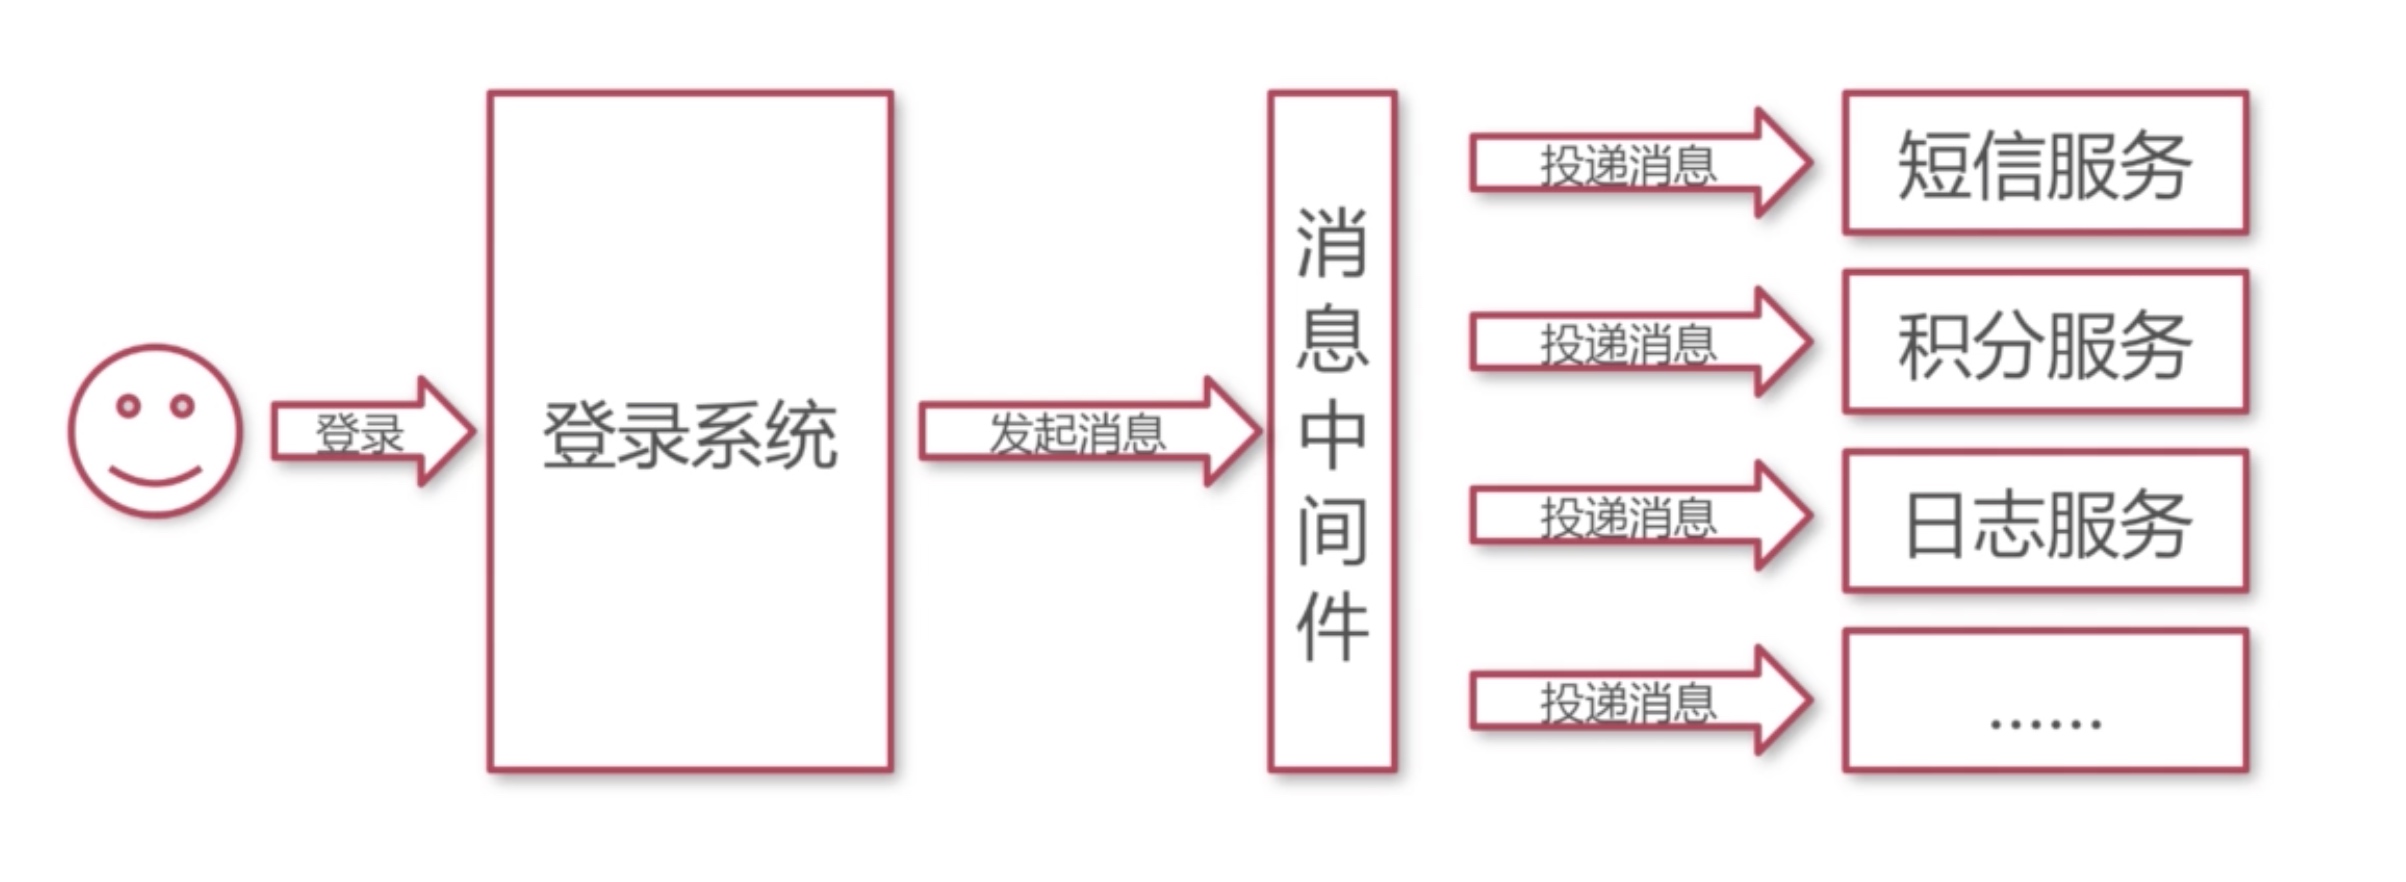 登录
登录系统
发起消息
消息中间件
投递消息
短信服务
投递消息
积分服务
投递消息
日志服务
投递消息
……